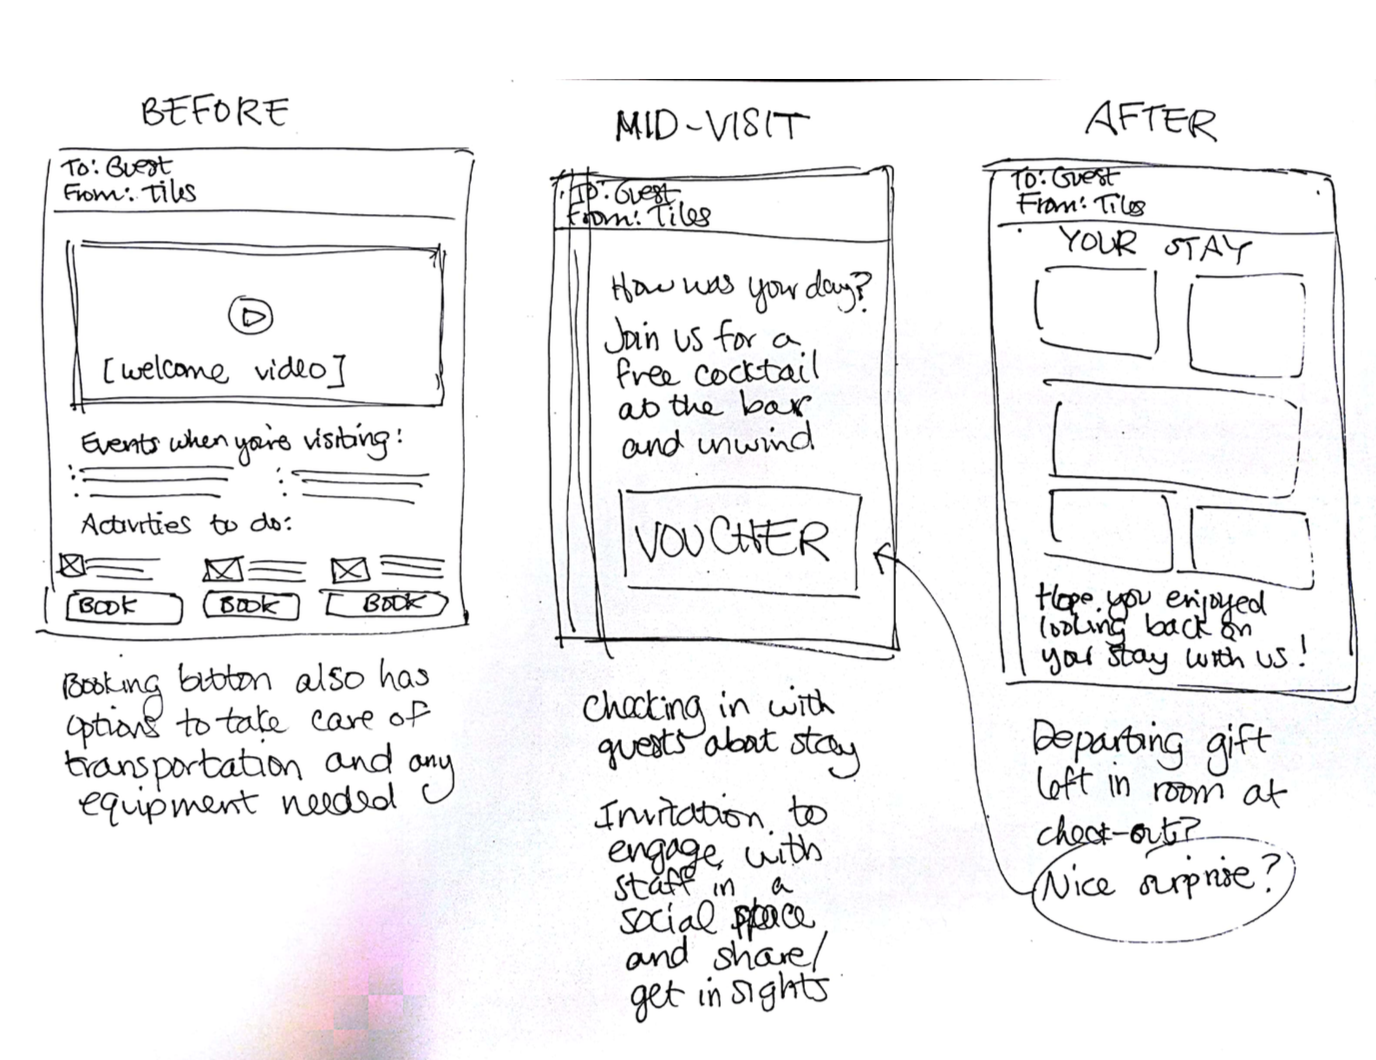 BEFORE
To: Guest
From: Tiles
[welcome video]
Events when you're visiting!
Activities to do:
BOOK BOOK BOOK
Booking button also has
options to take care of
transportation and any
equipment needed
MID-VISIT
To: Guest
From: Tiles
How was your day?
Join us for a
free cocktail
at the bar
and unwind
VOUCHER
Checking in with
guests about stay
Invitation to
engage with
staff in a
social space
and share/
get insights
AFTER
To: Guest
From: Tiles
YOUR STAY
Hope you enjoyed
looking back on
your stay with us!
Departing gift
left in room at
check-out?
Nice surprise?